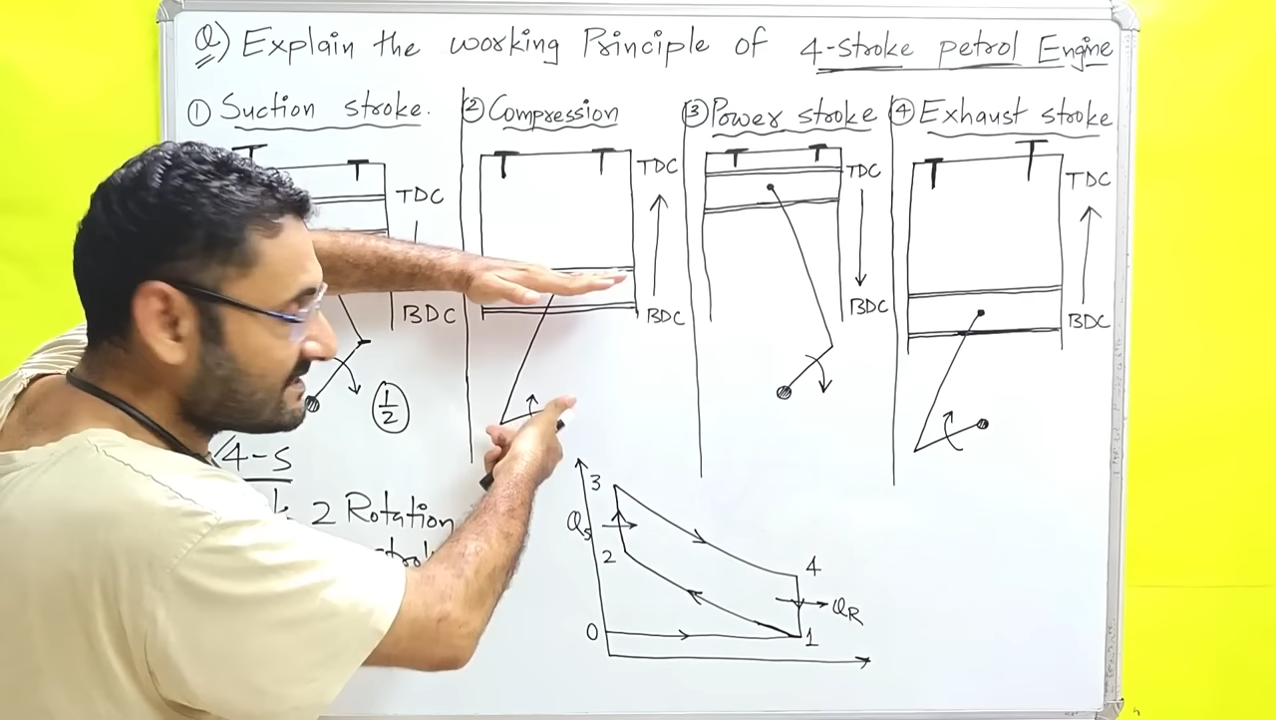 Q) Explain the working Principle of 4-stroke petrol Engine
① Suction stroke.
TDC
BDC
1/2
② Compression
TDC
BDC
③ Power stroke
TDC
BDC
④ Exhaust stroke
TDC
BDC
4-S
2 Rotation
3
Qs
2
4
QR
0
1